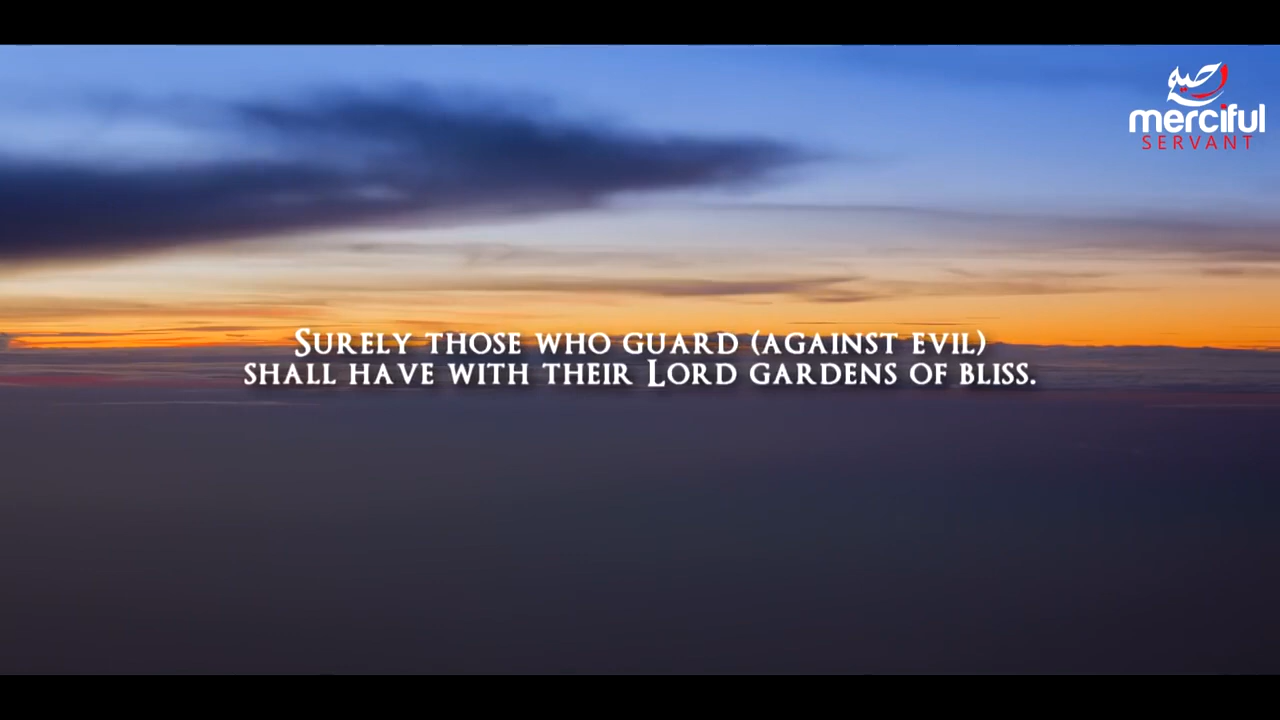 merciful
SERVANT
Surely those who guard (against evil)
shall have with their Lord gardens of bliss.